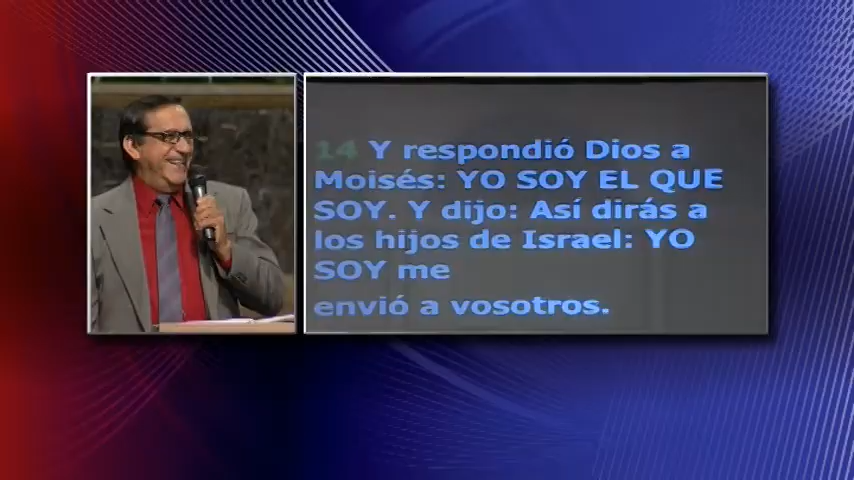 14 Y respondió Dios a
Moisés: YO SOY EL QUE
SOY. Y dijo: Así dirás a
los hijos de Israel: YO
SOY me
envió a vosotros.